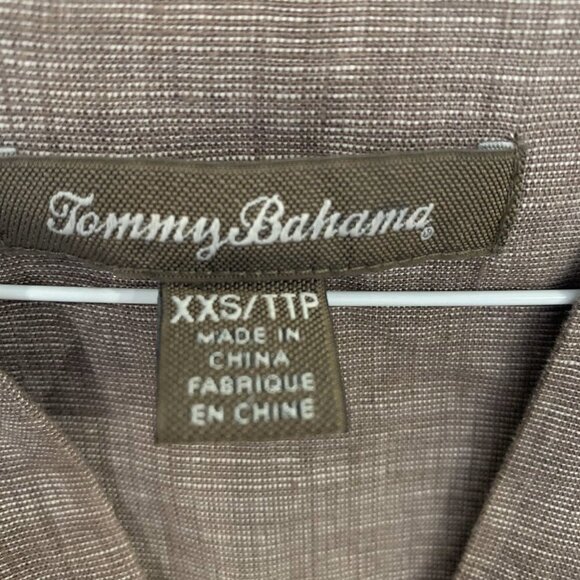 Tommy Bahama®
XXS/TTP
MADE IN
CHINA
FABRIQUE
EN CHINE